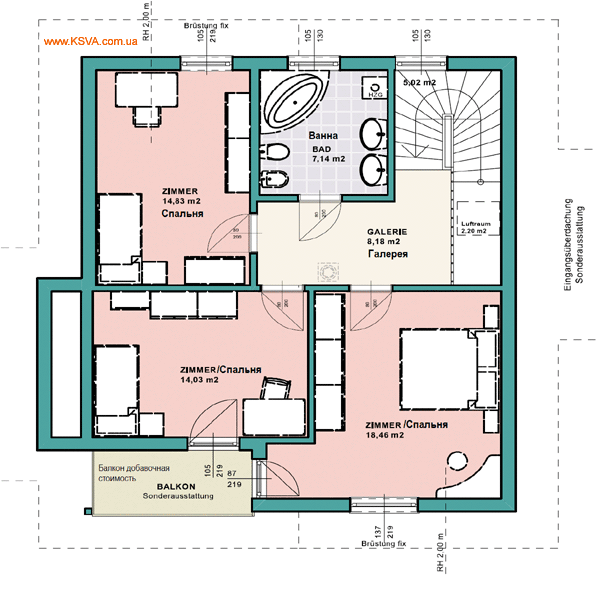 RH 2,00 m
Brüstung fix
www.KSVA.com.ua
105
219
105
130
105
130
5,02 m2
HZG
Ванна
BAD
7,14 m2
ZIMMER
14,83 m2
Спальня
80
200
80
200
GALERIE
8,18 m2
Галерея
Luftraum
2,20 m2
Eingangsüberdachung
Sonderausstattung
80
200
80
200
ZIMMER/Спальня
14,03 m2
ZIMMER /Спальня
18,46 m2
Балкон добавочная
стоимость
BALKON
Sonderausstattung
105
219
87
219
137
219
Brüstung fix
RH 2,00 m